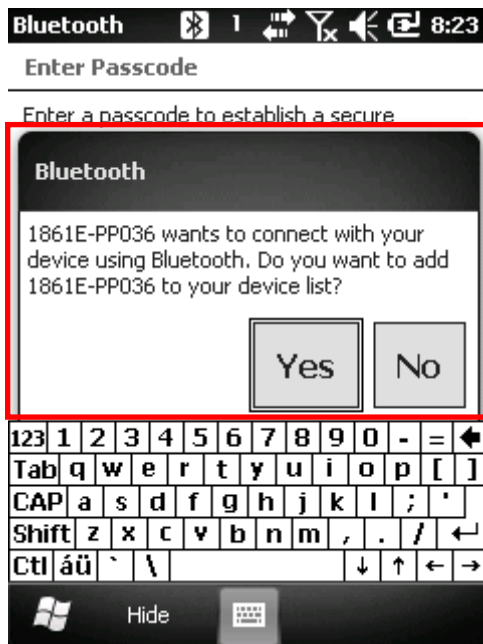 Bluetooth 1 8:23
Enter Passcode
Enter a passcode to establish a secure
Bluetooth
1861E-PP036 wants to connect with your
device using Bluetooth. Do you want to add
1861E-PP036 to your device list?
Yes No
123 1 2 3 4 5 6 7 8 9 0 - =
Tab q w e r t y u i o p [ ]
CAP a s d f g h j k l ; '
Shift z x c v b n m , . /
Ctl áü ` \
Hide